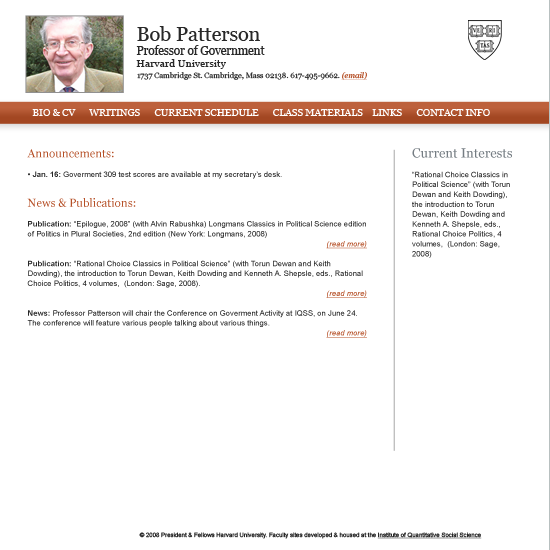 Bob Patterson
Professor of Government
Harvard University
1737 Cambridge St. Cambridge, Mass 02138. 617-495-9662. (email)
BIO & CV WRITINGS CURRENT SCHEDULE CLASS MATERIALS LINKS CONTACT INFO
Announcements:
• Jan. 16: Goverment 309 test scores are available at my secretary's desk.
News & Publications:
Publication: “Epilogue, 2008” (with Alvin Rabushka) Longmans Classics in Political Science edition
of Politics in Plural Societies, 2nd edition (New York: Longmans, 2008)
(read more)
Publication: “Rational Choice Classics in Political Science” (with Torun Dewan and Keith
Dowding), the introduction to Torun Dewan, Keith Dowding and Kenneth A. Shepsle, eds., Rational
Choice Politics, 4 volumes, (London: Sage, 2008).
(read more)
News: Professor Patterson will chair the Conference on Goverment Activity at IQSS, on June 24.
The conference will feature various people talking about various things.
(read more)
Current Interests
“Rational Choice Classics in
Political Science” (with Torun
Dewan and Keith Dowding),
the introduction to Torun
Dewan, Keith Dowding and
Kenneth A. Shepsle, eds.,
Rational Choice Politics, 4
volumes, (London: Sage,
2008)
© 2008 President & Fellows Harvard University. Faculty sites developed & housed at the Institute of Quantitative Social Science